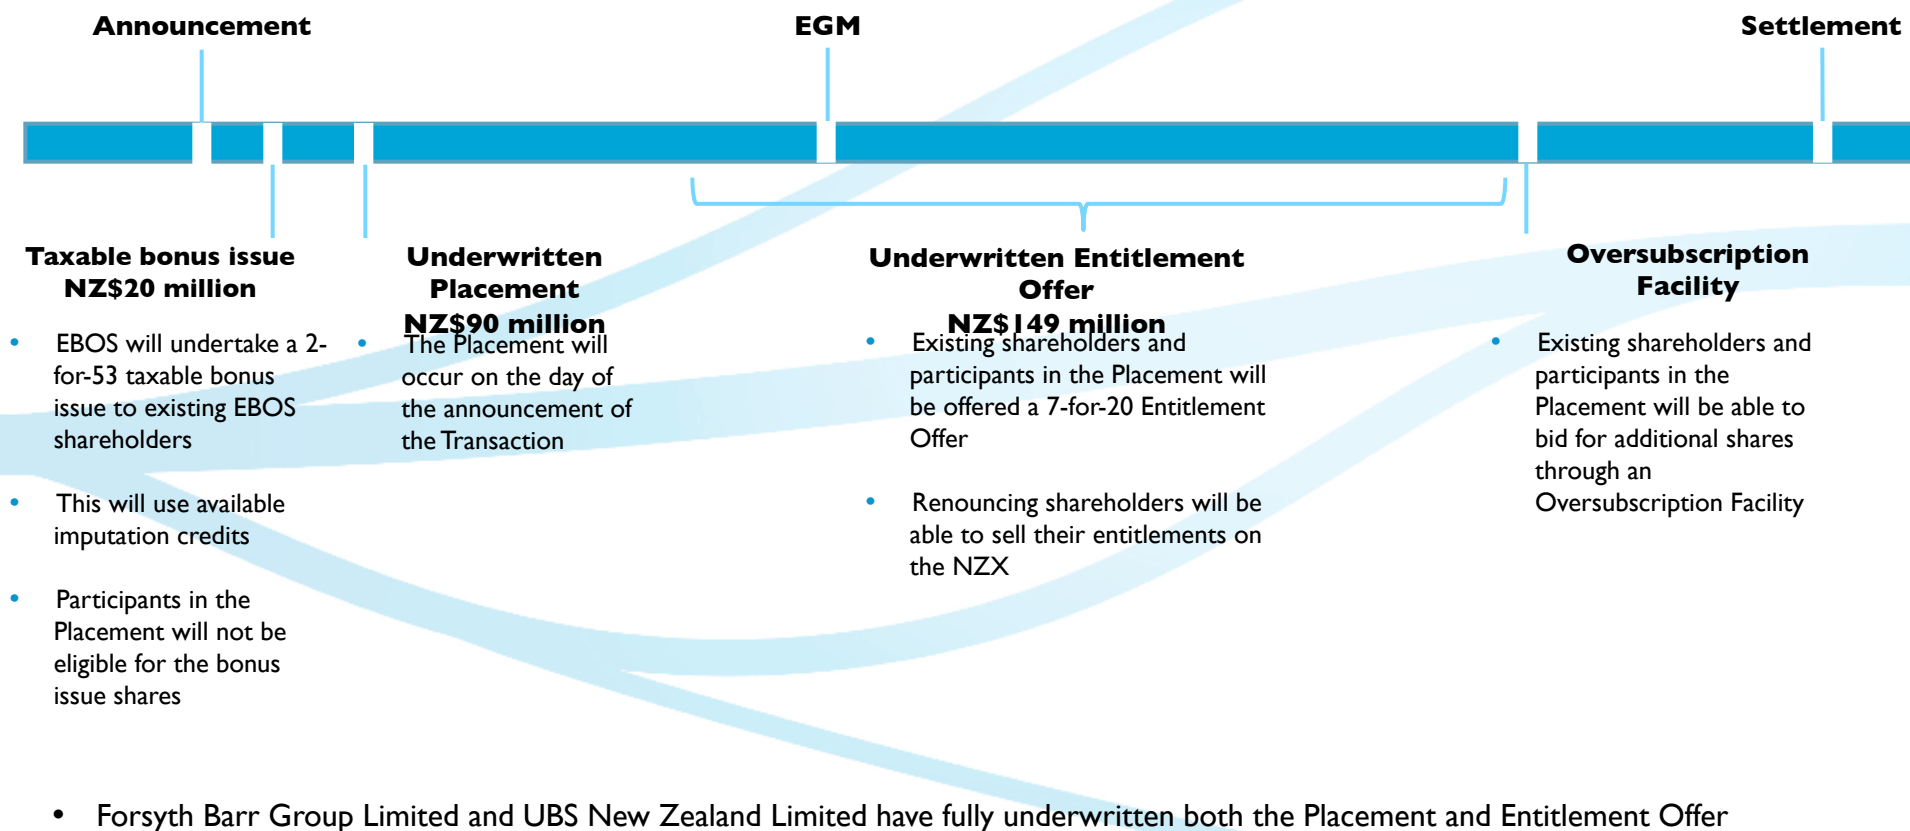 Announcement
EGM
Settlement
Taxable bonus issue
NZ$20 million
• EBOS will undertake a 2-
for-53 taxable bonus
issue to existing EBOS
shareholders
• This will use available
imputation credits
• Participants in the
Placement will not be
eligible for the bonus
issue shares
Underwritten
Placement
NZ$90 million
• The Placement will
occur on the day of
the announcement of
the Transaction
Underwritten Entitlement
Offer
NZ$149 million
• Existing shareholders and
participants in the Placement will
be offered a 7-for-20 Entitlement
Offer
• Renouncing shareholders will be
able to sell their entitlements on
the NZX
Oversubscription
Facility
• Existing shareholders and
participants in the
Placement will be able to
bid for additional shares
through an
Oversubscription Facility
• Forsyth Barr Group Limited and UBS New Zealand Limited have fully underwritten both the Placement and Entitlement Offer